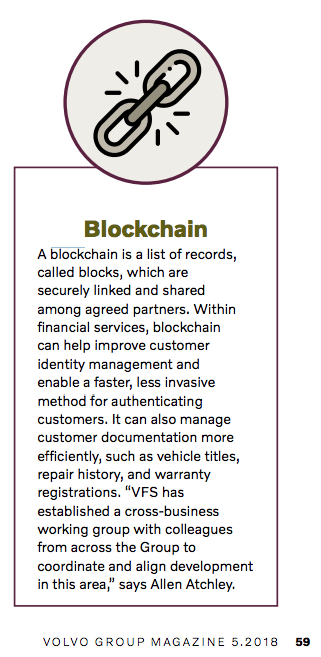 Blockchain
A blockchain is a list of records,
called blocks, which are
securely linked and shared
among agreed partners. Within
financial services, blockchain
can help improve customer
identity management and
enable a faster, less invasive
method for authenticating
customers. It can also manage
customer documentation more
efficiently, such as vehicle titles,
repair history, and warranty
registrations. “VFS has
established a cross-business
working group with colleagues
from across the Group to
coordinate and align development
in this area,” says Allen Atchley.
VOLVO GROUP MAGAZINE 5.2018 59